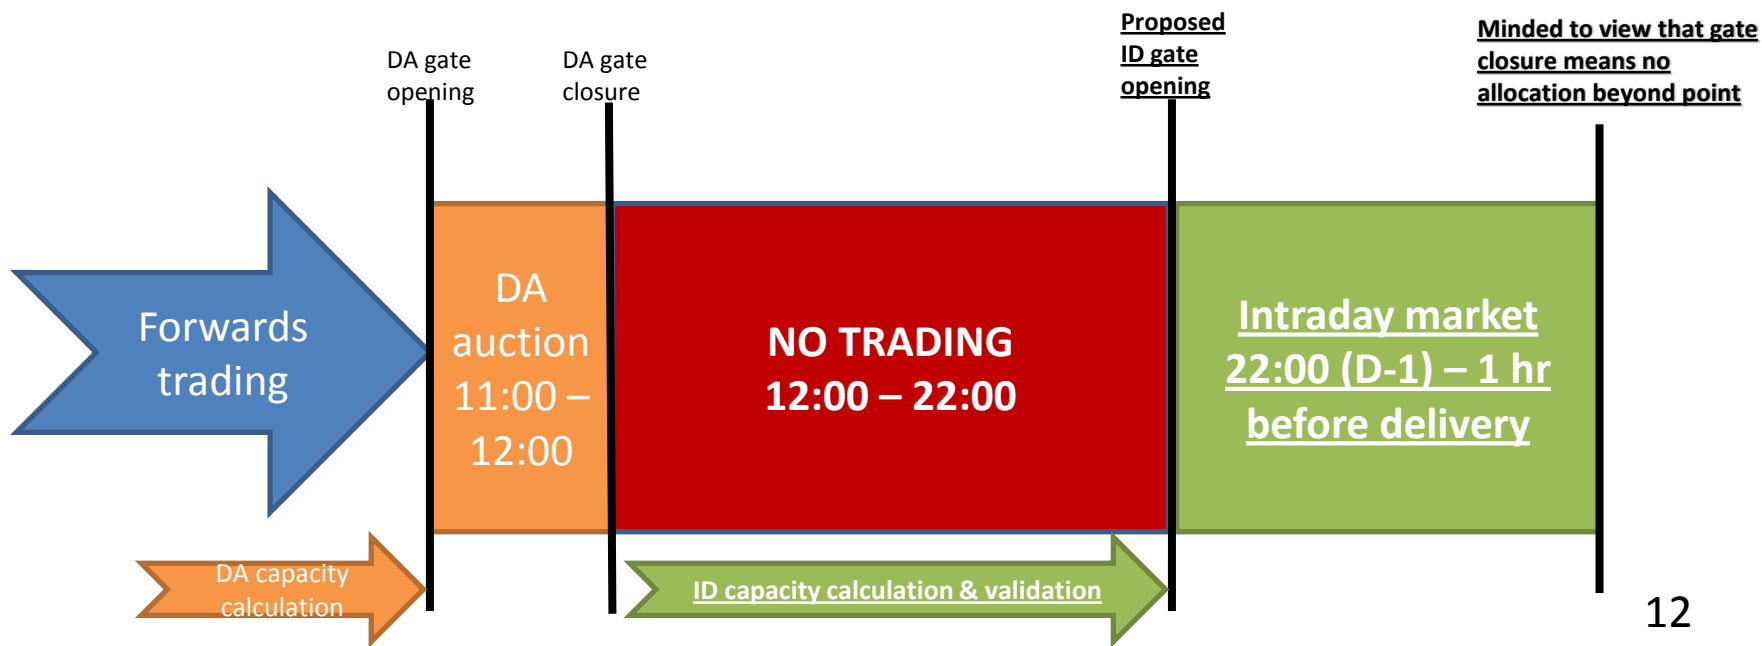 DA gate
opening
DA gate
closure
Proposed
ID gate
opening
Minded to view that gate
closure means no
allocation beyond point
Forwards
trading
DA
auction
11:00 –
12:00
NO TRADING
12:00 – 22:00
Intraday market
22:00 (D-1) – 1 hr
before delivery
DA capacity
calculation
ID capacity calculation & validation
12